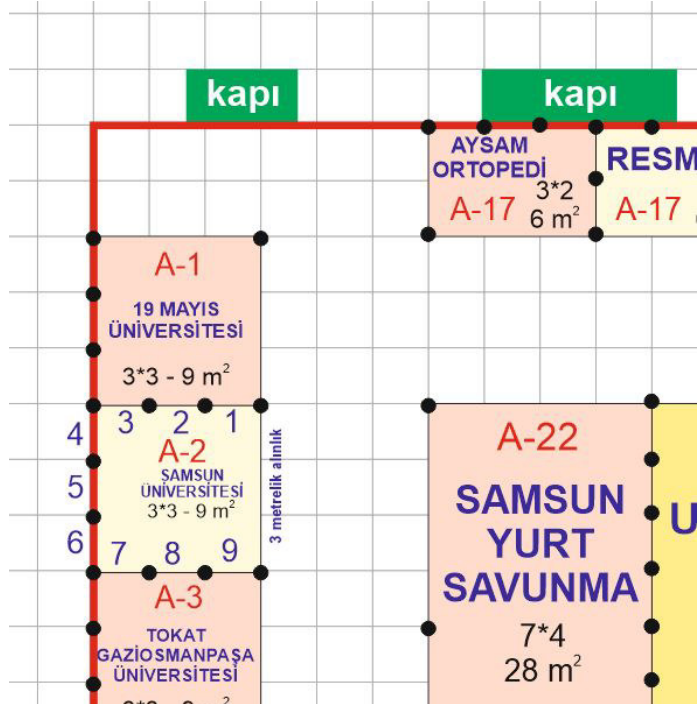 kapı
kapı
AYSAM
ORTOPEDİ
3*2
A-17 6 m²
RESM
A-17
A-1
19 MAYIS
ÜNİVERSİTESİ
3*3 - 9 m²
4 3 2 1
A-2
5
ŞAMSUN
ÜNİVERSİTESİ
3*3 - 9 m²
6 7 8 9
3 metrelik alınlık
A-3
TOKAT
GAZİOSMANPAŞA
ÜNİVERSİTESİ
A-22
SAMSUN
YURT
SAVUNMA
7*4
28 m²
U